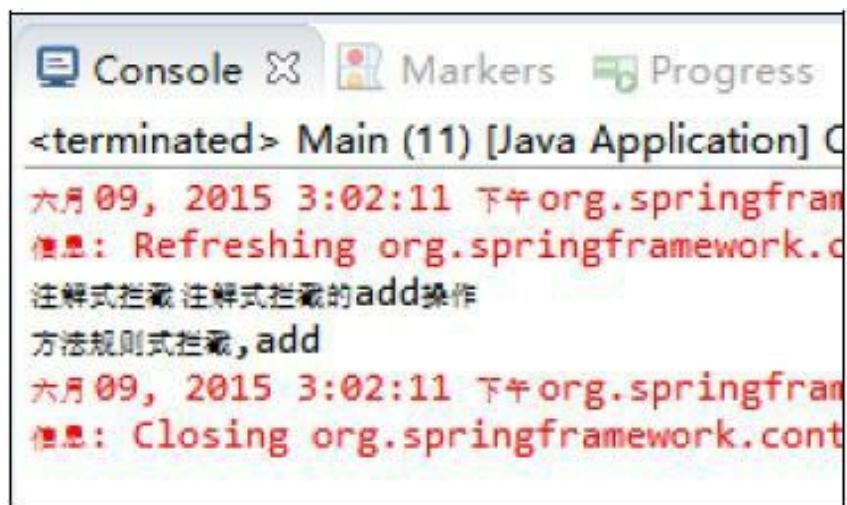 Console Markers Progress
<terminated> Main (11) [Java Application] C
六月 09, 2015 3:02:11 下午 org.springfram
信息: Refreshing org.springframework.c
注解式拦截 注解式拦截的add操作
方法规则式拦截,add
六月 09, 2015 3:02:11 下午 org.springfram
信息: Closing org.springframework.cont